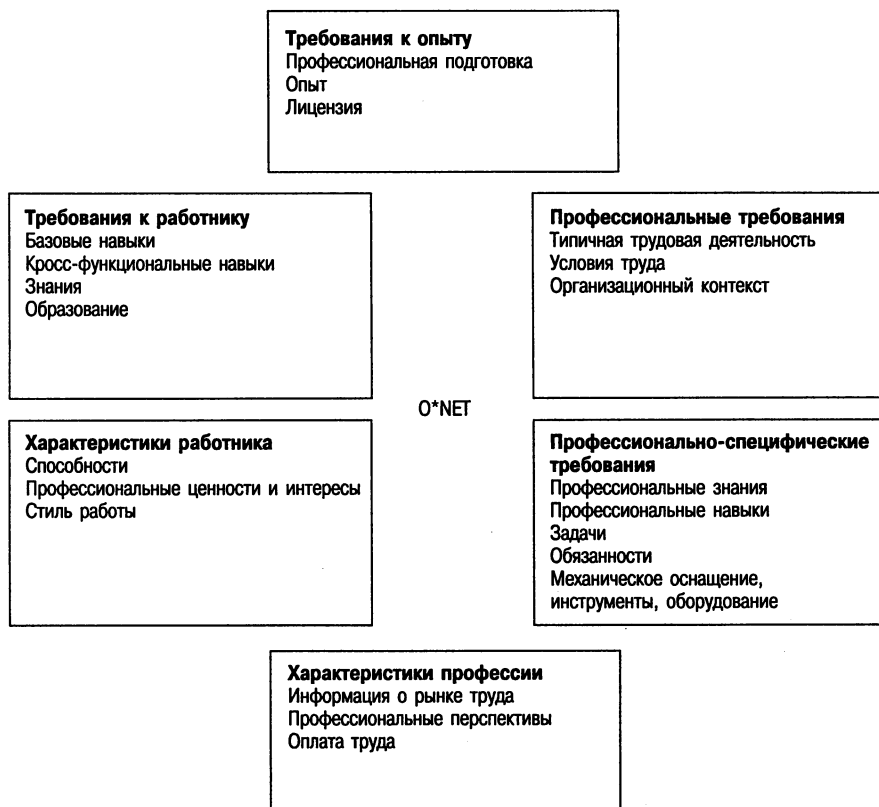 Требования к опыту
Профессиональная подготовка
Опыт
Лицензия
Требования к работнику
Базовые навыки
Кросс-функциональные навыки
Знания
Образование
Профессиональные требования
Типичная трудовая деятельность
Условия труда
Организационный контекст
O*NET
Характеристики работника
Способности
Профессиональные ценности и интересы
Стиль работы
Профессионально-специфические
требования
Профессиональные знания
Профессиональные навыки
Задачи
Обязанности
Механическое оснащение,
инструменты, оборудование
Характеристики профессии
Информация о рынке труда
Профессиональные перспективы
Оплата труда